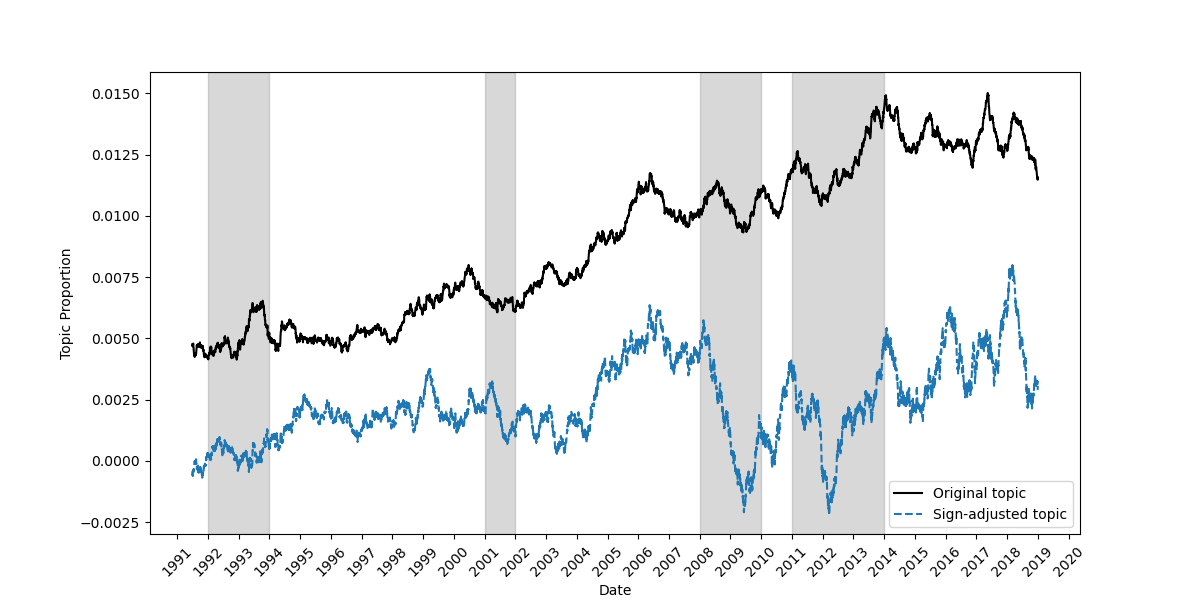 0.0150
0.0125
0.0100
0.0075
0.0050
0.0025
0.0000
−0.0025
Topic Proportion
Original topic
Sign-adjusted topic
1991 1992 1993 1994 1995 1996 1997 1998 1999 2000 2001 2002 2003 2004 2005 2006 2007 2008 2009 2010 2011 2012 2013 2014 2015 2016 2017 2018 2019 2020
Date